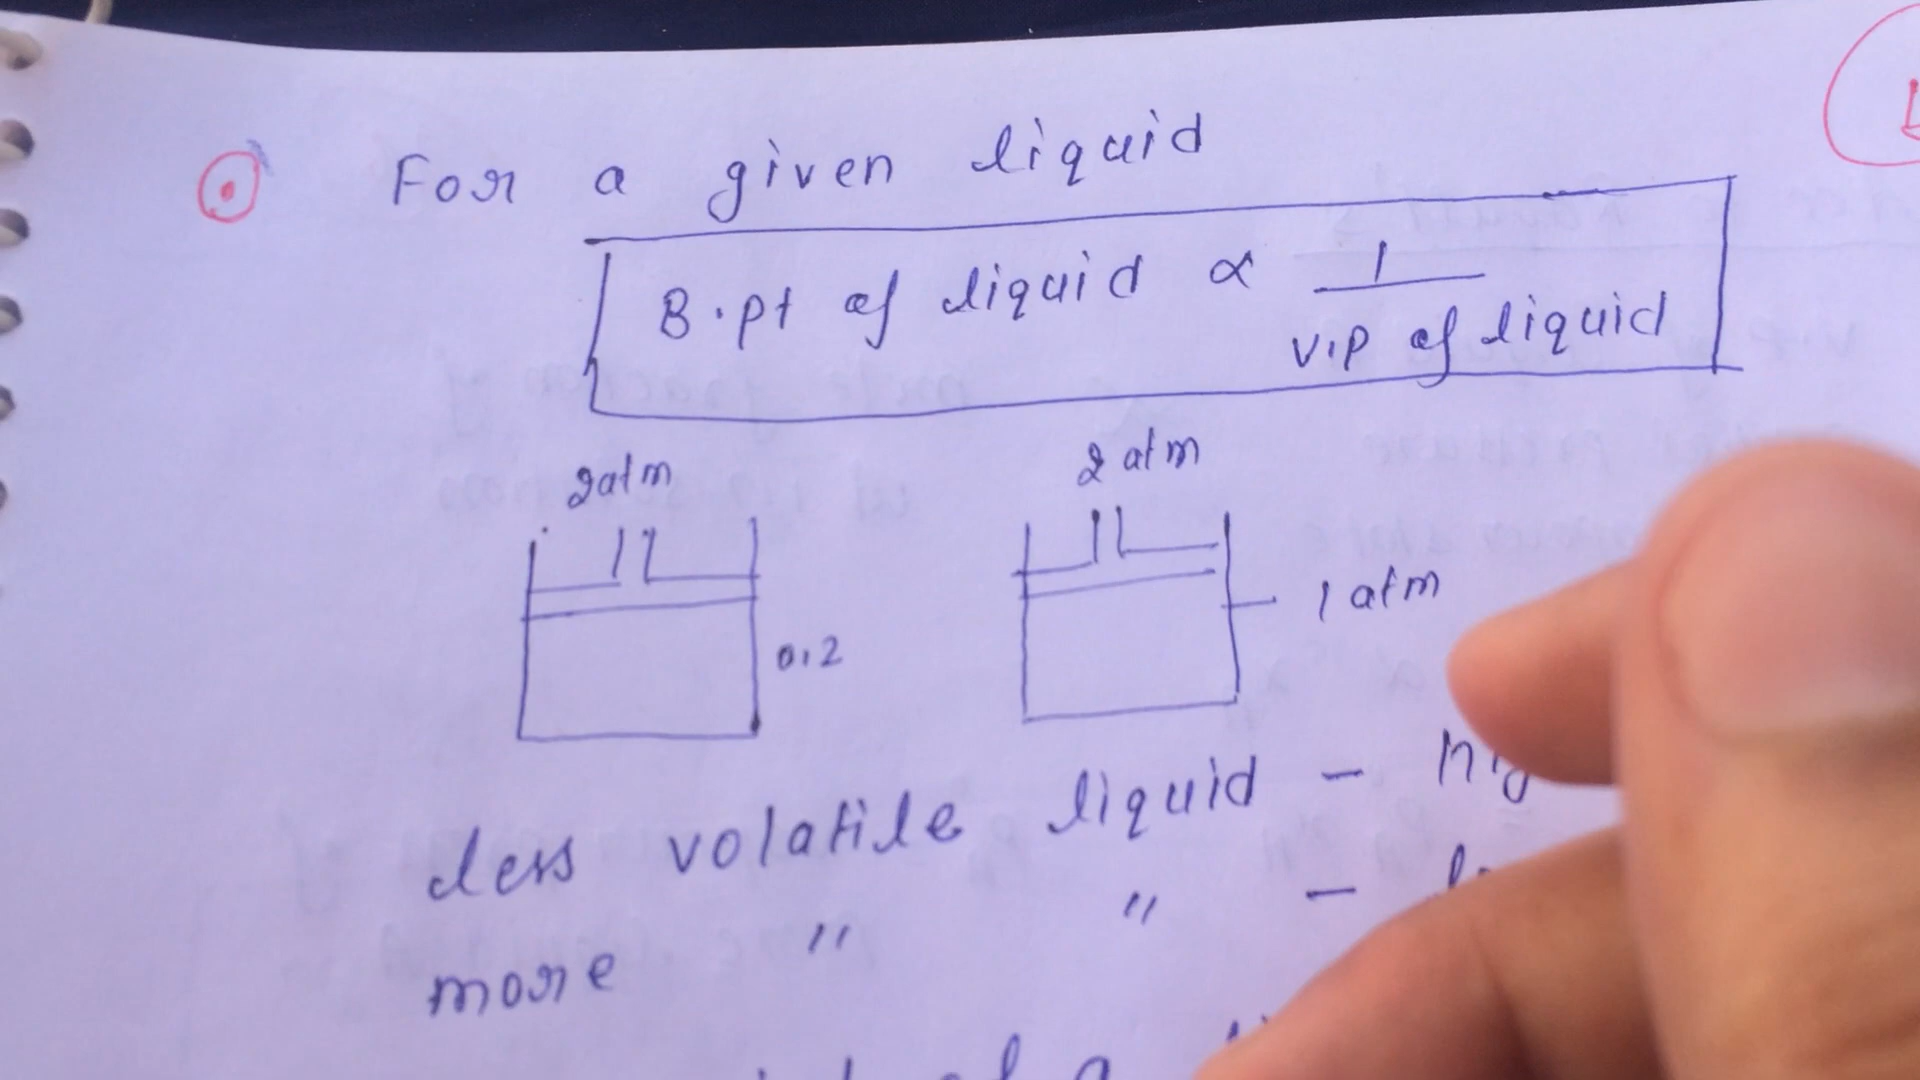 For a given liquid
B.pt of liquid ∝ 1 / v.p of liquid
2atm 2 atm
1 atm
0.2
less volatile liquid -
more " " -